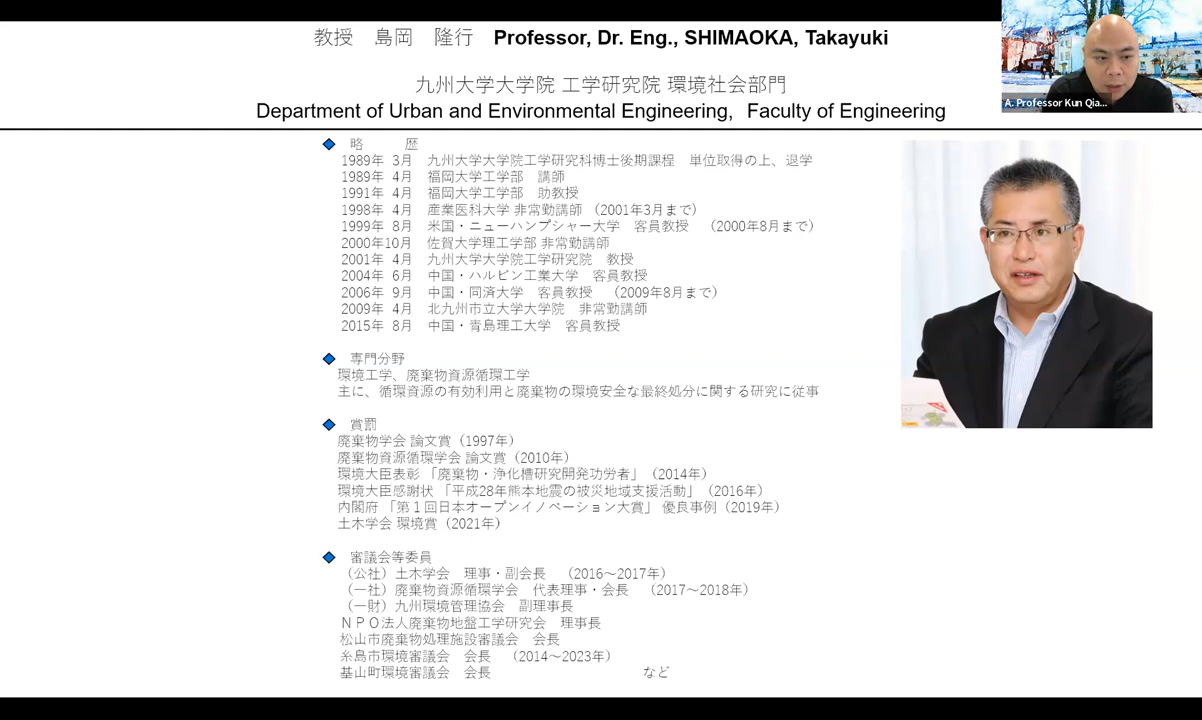 教授　島岡　隆行　Professor, Dr. Eng., SHIMAOKA, Takayuki
九州大学大学院 工学研究院 環境社会部門
Department of Urban and Environmental Engineering,  Faculty of Engineering
A. Professor Kun Qia...
◆　略　　　歴
1989年  3月　九州大学大学院工学研究科博士後期課程　単位取得の上、退学
1989年  4月　福岡大学工学部　講師
1991年  4月　福岡大学工学部　助教授
1998年  4月　産業医科大学 非常勤講師 （2001年3月まで）
1999年  8月　米国・ニューハンプシャー大学　客員教授　（2000年8月まで）
2000年10月　佐賀大学理工学部 非常勤講師
2001年  4月　九州大学大学院工学研究院　教授
2004年  6月　中国・ハルビン工業大学　客員教授
2006年  9月　中国・同済大学　客員教授　（2009年8月まで）
2009年  4月　北九州市立大学大学院　非常勤講師
2015年  8月　中国・青島理工大学　客員教授
◆　専門分野
環境工学、廃棄物資源循環工学
主に、循環資源の有効利用と廃棄物の環境安全な最終処分に関する研究に従事
◆　賞罰
廃棄物学会 論文賞（1997年）
廃棄物資源循環学会 論文賞（2010年）
環境大臣表彰 「廃棄物・浄化槽研究開発功労者」（2014年）
環境大臣感謝状 「平成28年熊本地震の被災地域支援活動」（2016年）
内閣府 「第１回日本オープンイノベーション大賞」 優良事例（2019年）
土木学会 環境賞（2021年）
◆　審議会等委員
（公社）土木学会　理事・副会長　（2016～2017年）
（一社）廃棄物資源循環学会　代表理事・会長　（2017～2018年）
（一財）九州環境管理協会　副理事長
ＮＰＯ法人廃棄物地盤工学研究会　理事長
松山市廃棄物処理施設審議会　会長
糸島市環境審議会　会長　（2014～2023年）
基山町環境審議会　会長　　　　　　　　　　　など